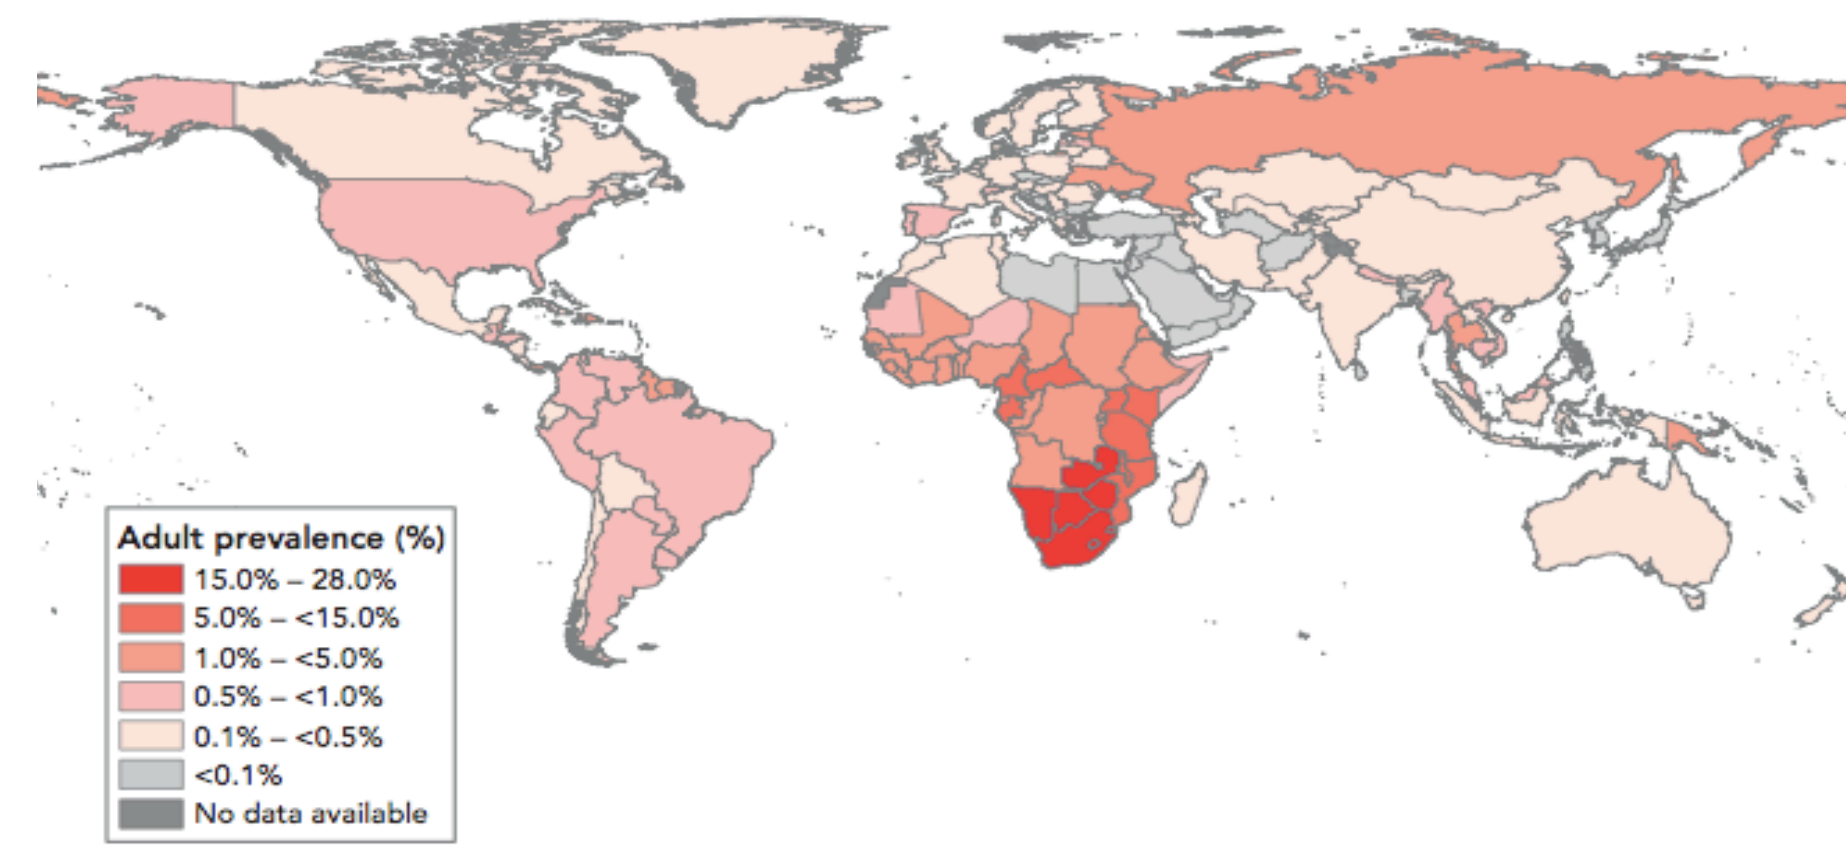 Adult prevalence (%)
15.0% – 28.0%
5.0% – <15.0%
1.0% – <5.0%
0.5% – <1.0%
0.1% – <0.5%
<0.1%
No data available